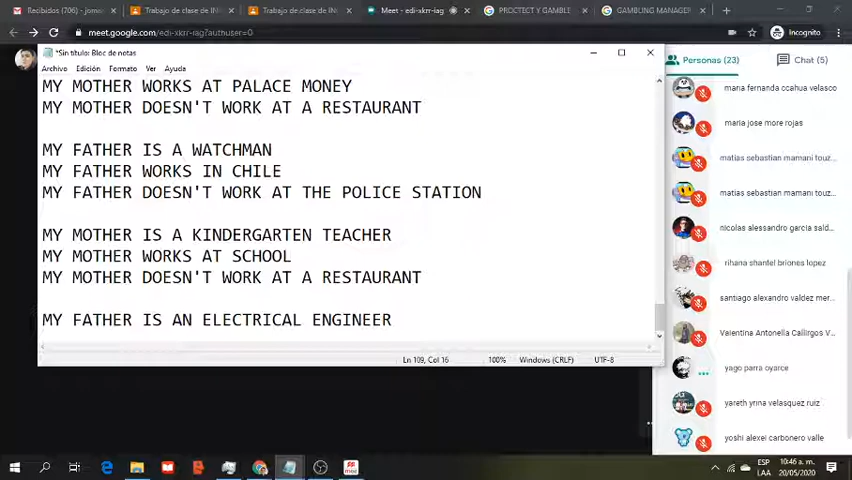 Recibidos (706) - jomis
Trabajo de clase de IN
Trabajo de clase de IN
Meet - edi-xkrr-iag
PROCTECT Y GAMBLE
GAMBLING MANAGER
meet.google.com/edi-xkrr-iag?authuser=0
Incognito
*Sin título: Bloc de notas
Archivo Edición Formato Ver Ayuda
MY MOTHER WORKS AT PALACE MONEY
MY MOTHER DOESN'T WORK AT A RESTAURANT
MY FATHER IS A WATCHMAN
MY FATHER WORKS IN CHILE
MY FATHER DOESN'T WORK AT THE POLICE STATION
MY MOTHER IS A KINDERGARTEN TEACHER
MY MOTHER WORKS AT SCHOOL
MY MOTHER DOESN'T WORK AT A RESTAURANT
MY FATHER IS AN ELECTRICAL ENGINEER
Ln 109, Col 16 100% Windows (CRLF) UTF-8
Personas (23) Chat (5)
maria fernanda ccahua velasco
maria jose more rojas
matias sebastian mamani touz...
matias sebastian mamani touz...
nicolas alessandro garcia sald...
rihana shantel briones lopez
santiago alexandro valdez mer...
Valentina Antonella Callirgos V...
yago parra oyarce
yareth yrina velasquez ruiz
yoshi alexei carbonero valle
ESP
LAA
10:46 a. m.
20/05/2020